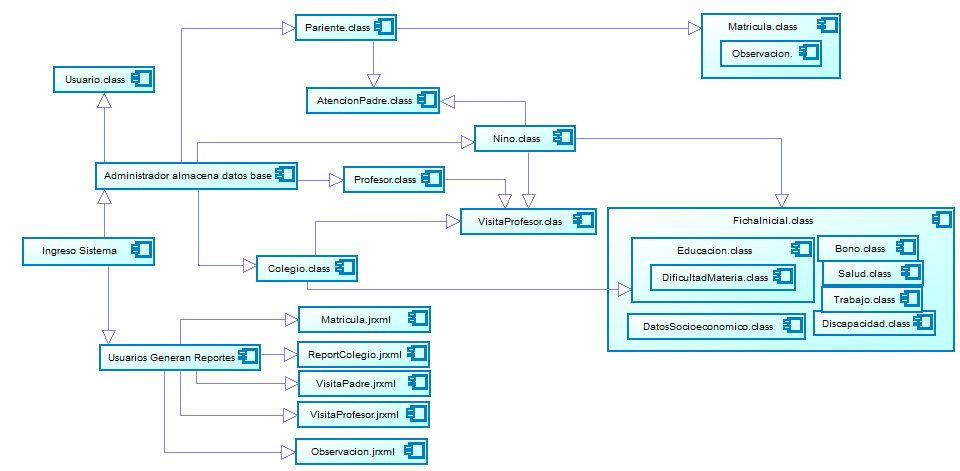 Pariente.class
Matricula.class
Observacion.
Usuario.class
AtencionPadre.class
Nino.class
Administrador almacena datos base
Profesor.class
VisitaProfesor.clas
FichaInicial.class
Ingreso Sistema
Educacion.class
Bono.class
Colegio.class
DificultadMateria.class
Salud.class
Trabajo.class
Matricula.jrxml
DatosSocioeconomico.class
Discapacidad.class
Usuarios Generan Reportes
ReportColegio.jrxml
VisitaPadre.jrxml
VisitaProfesor.jrxml
Observacion.jrxml